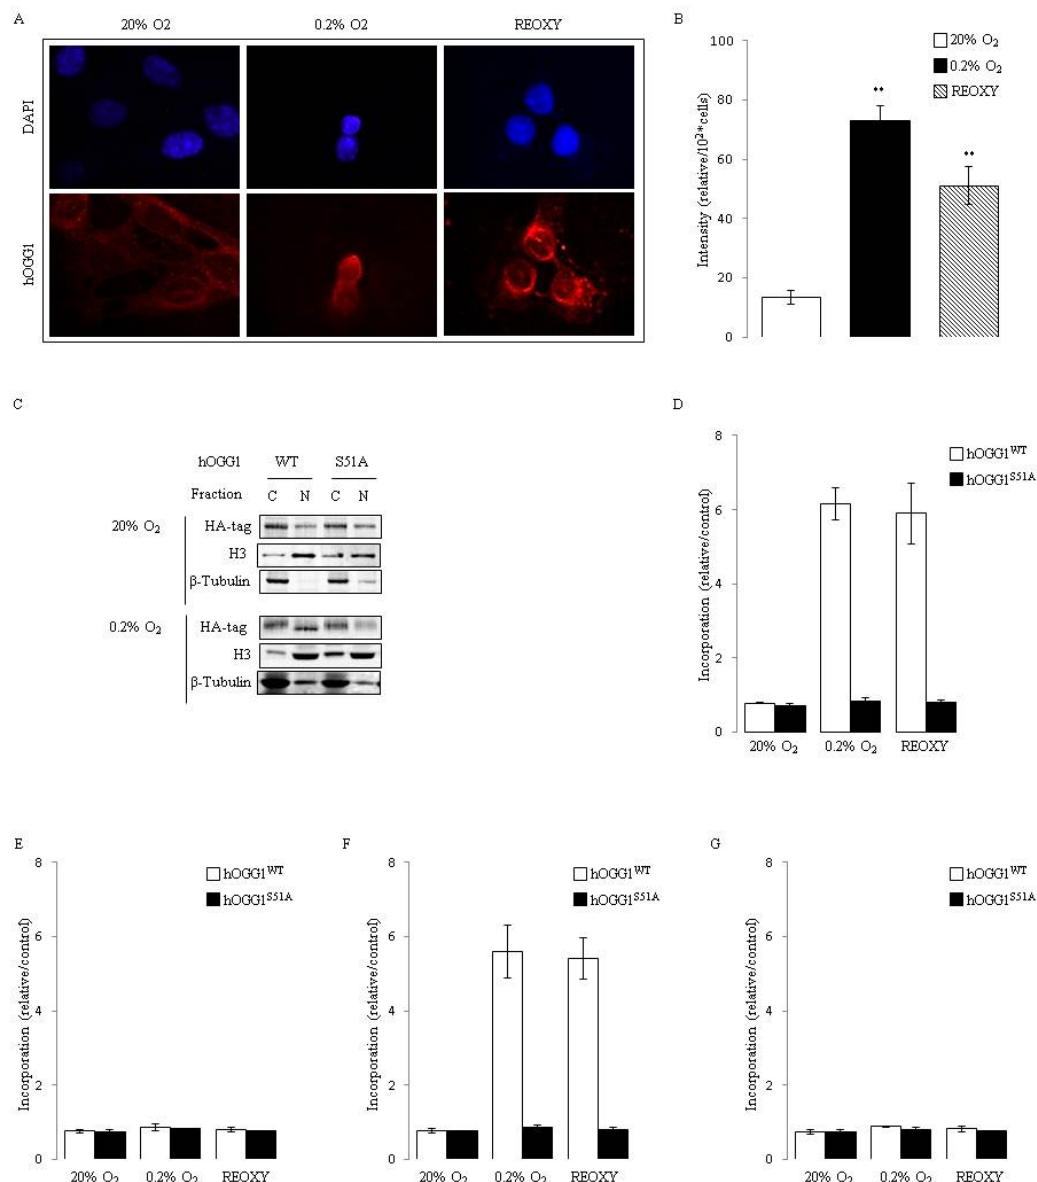 A
20% O2
0.2% O2
REOXY
DAPI
hOGG1
B
Intensity (relative/10²*cells)
100
80
60
40
20
0
20% O₂
0.2% O₂
REOXY
**
**
C
hOGG1
WT
S51A
Fraction
C
N
C
N
20% O₂
HA-tag
H3
β-Tubulin
0.2% O₂
HA-tag
H3
β-Tubulin
D
Incorporation (relative/control)
8
6
4
2
0
hOGG1ᵂᵀ
hOGG1ˢ⁵¹ᴬ
20% O₂
0.2% O₂
REOXY
E
Incorporation (relative/control)
8
6
4
2
0
hOGG1ᵂᵀ
hOGG1ˢ⁵¹ᴬ
20% O₂
0.2% O₂
REOXY
F
Incorporation (relative/control)
8
6
4
2
0
hOGG1ᵂᵀ
hOGG1ˢ⁵¹ᴬ
20% O₂
0.2% O₂
REOXY
G
Incorporation (relative/control)
8
6
4
2
0
hOGG1ᵂᵀ
hOGG1ˢ⁵¹ᴬ
20% O₂
0.2% O₂
REOXY